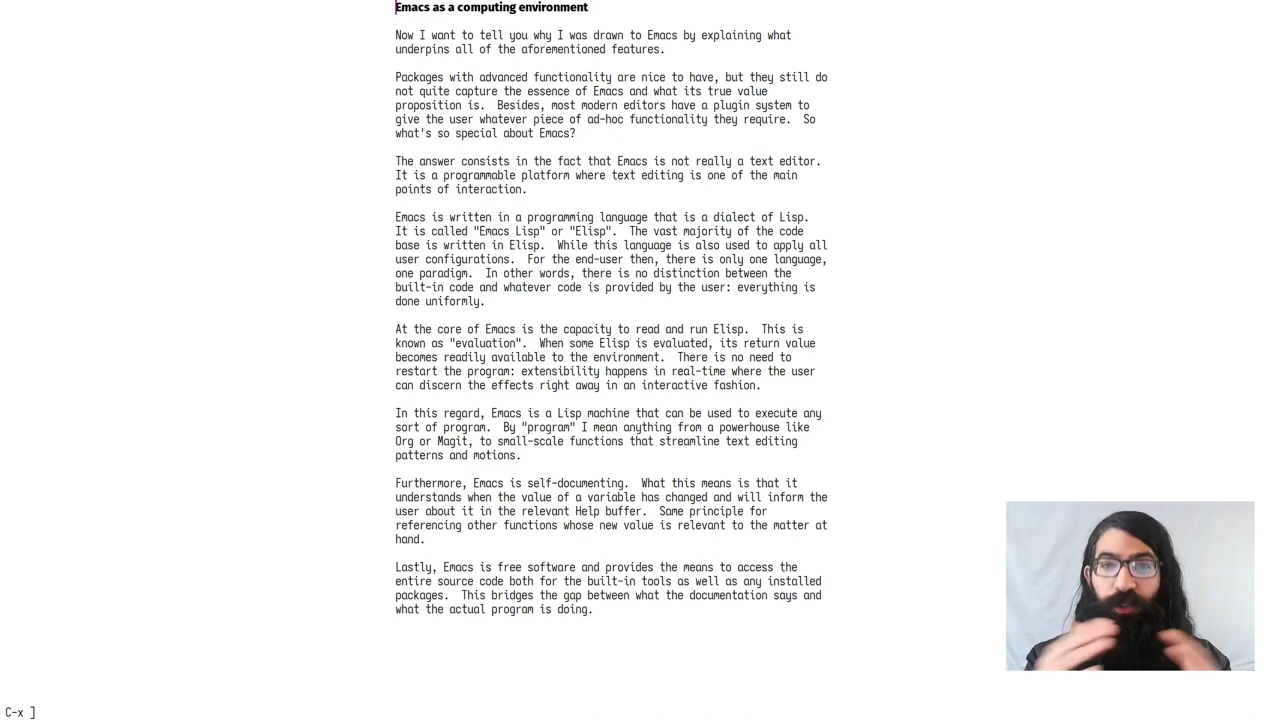 Emacs as a computing environment
Now I want to tell you why I was drawn to Emacs by explaining what
underpins all of the aforementioned features.
Packages with advanced functionality are nice to have, but they still do
not quite capture the essence of Emacs and what its true value
proposition is.  Besides, most modern editors have a plugin system to
give the user whatever piece of ad-hoc functionality they require.  So
what's so special about Emacs?
The answer consists in the fact that Emacs is not really a text editor.
It is a programmable platform where text editing is one of the main
points of interaction.
Emacs is written in a programming language that is a dialect of Lisp.
It is called "Emacs Lisp" or "Elisp".  The vast majority of the code
base is written in Elisp.  While this language is also used to apply all
user configurations.  For the end-user then, there is only one language,
one paradigm.  In other words, there is no distinction between the
built-in code and whatever code is provided by the user: everything is
done uniformly.
At the core of Emacs is the capacity to read and run Elisp.  This is
known as "evaluation".  When some Elisp is evaluated, its return value
becomes readily available to the environment.  There is no need to
restart the program: extensibility happens in real-time where the user
can discern the effects right away in an interactive fashion.
In this regard, Emacs is a Lisp machine that can be used to execute any
sort of program.  By "program" I mean anything from a powerhouse like
Org or Magit, to small-scale functions that streamline text editing
patterns and motions.
Furthermore, Emacs is self-documenting.  What this means is that it
understands when the value of a variable has changed and will inform the
user about it in the relevant Help buffer.  Same principle for
referencing other functions whose new value is relevant to the matter at
hand.
Lastly, Emacs is free software and provides the means to access the
entire source code both for the built-in tools as well as any installed
packages.  This bridges the gap between what the documentation says and
what the actual program is doing.
C-x ]